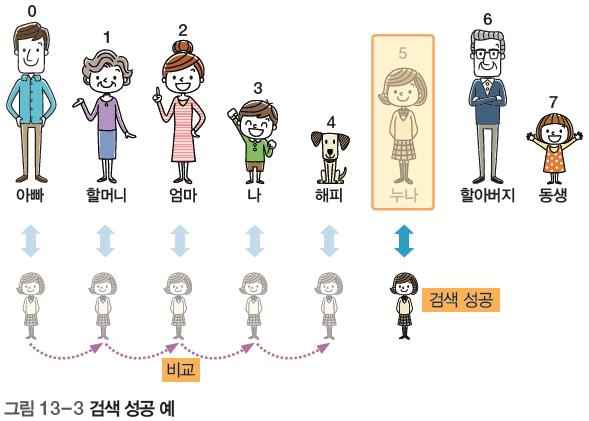 0 1 2 3 4 5 6 7
아빠 할머니 엄마 나 해피 누나 할아버지 동생
검색 성공
비교
그림 13-3 검색 성공 예